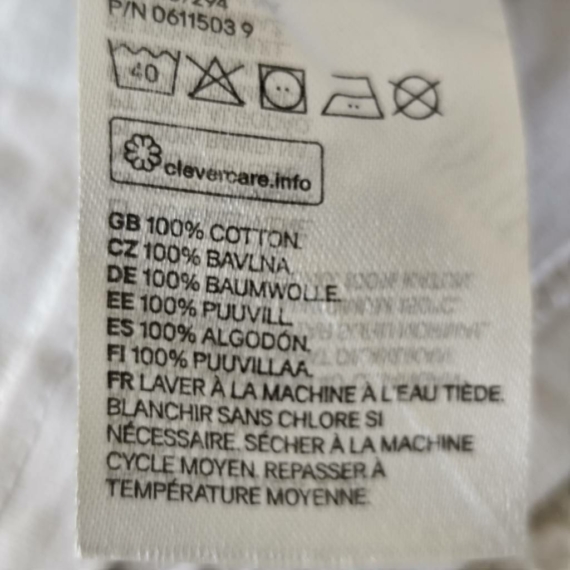 P/N 0611503 9
40
clevercare.info
GB 100% COTTON.
CZ 100% BAVLNA.
DE 100% BAUMWOLLE.
EE 100% PUUVILL.
ES 100% ALGODÓN.
FI 100% PUUVILLAA.
FR LAVER À LA MACHINE À L'EAU TIÈDE.
BLANCHIR SANS CHLORE SI
NÉCESSAIRE. SÉCHER À LA MACHINE
CYCLE MOYEN. REPASSER À
TEMPÉRATURE MOYENNE.